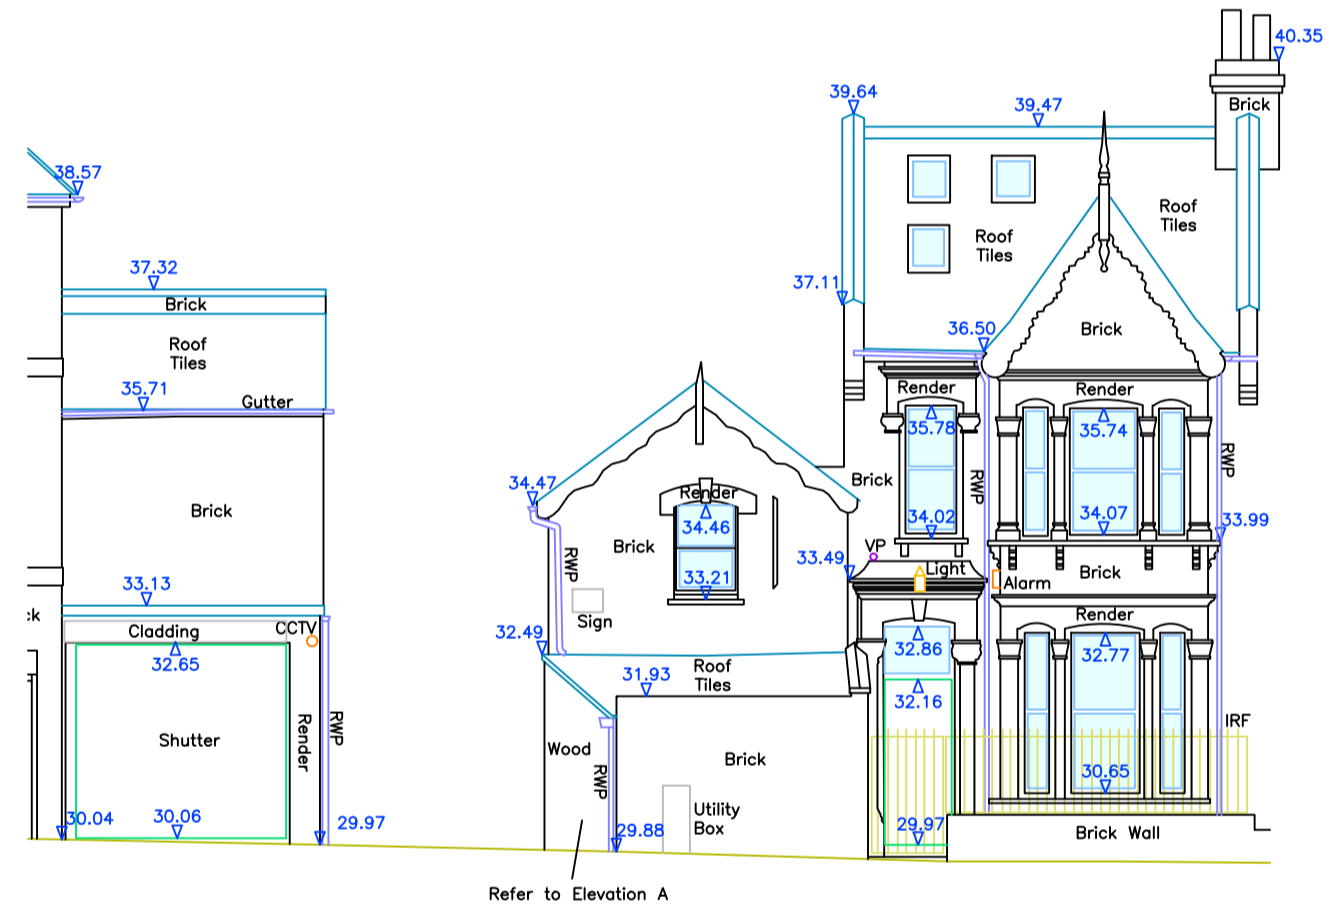 40.35
39.64
39.47
Brick
38.57
Roof
Tiles
Roof
Tiles
37.32
37.11
Brick
36.50
Brick
Roof
Tiles
35.71
Gutter
Render
Render
35.78
35.74
RWP
34.47
Render
Brick
RWP
Brick
34.46
34.02
34.07
33.99
Brick
VP
33.49
RWP
Light
Brick
33.13
33.21
Alarm
ck
Sign
Render
Cladding
CCTV
32.49
32.86
32.77
32.65
Roof
Tiles
31.93
32.16
Shutter
Render
RWP
Wood
Brick
IRF
RWP
30.65
30.04
30.06
29.97
Utility
Box
29.88
29.97
Brick Wall
Refer to Elevation A